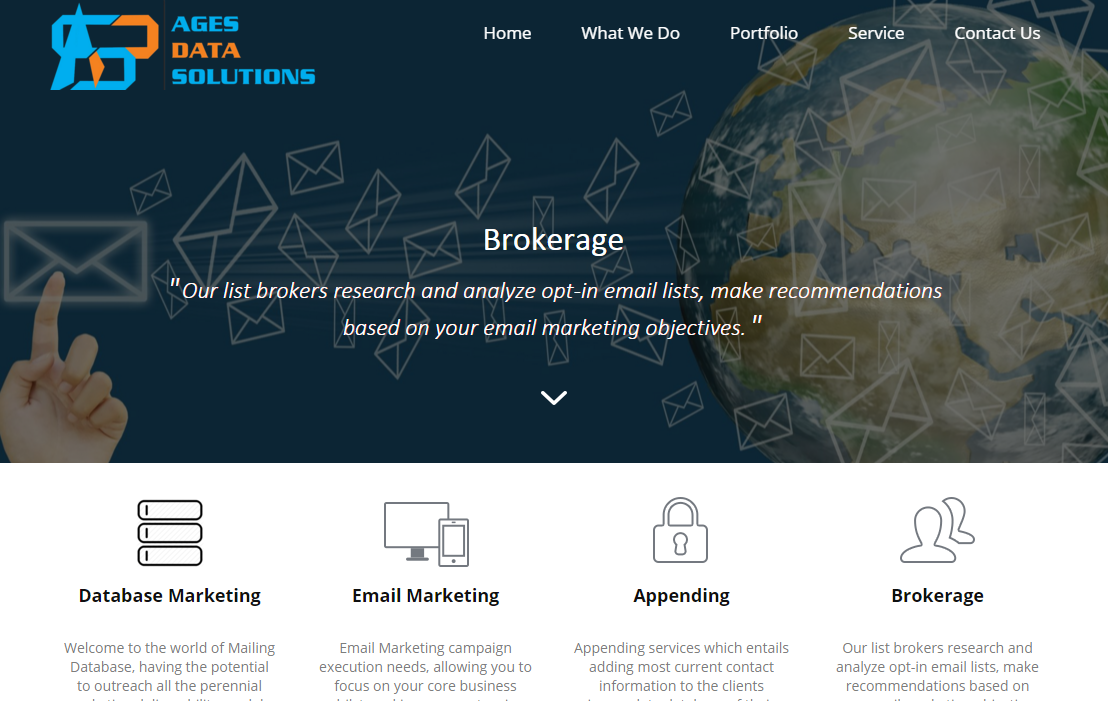 AGES
DATA
SOLUTIONS
Home What We Do Portfolio Service Contact Us
Brokerage
"Our list brokers research and analyze opt-in email lists, make recommendations
based on your email marketing objectives. "
Database Marketing
Welcome to the world of Mailing
Database, having the potential
to outreach all the perennial
Email Marketing
Email Marketing campaign
execution needs, allowing you to
focus on your core business
Appending
Appending services which entails
adding most current contact
information to the clients
Brokerage
Our list brokers research and
analyze opt-in email lists, make
recommendations based on